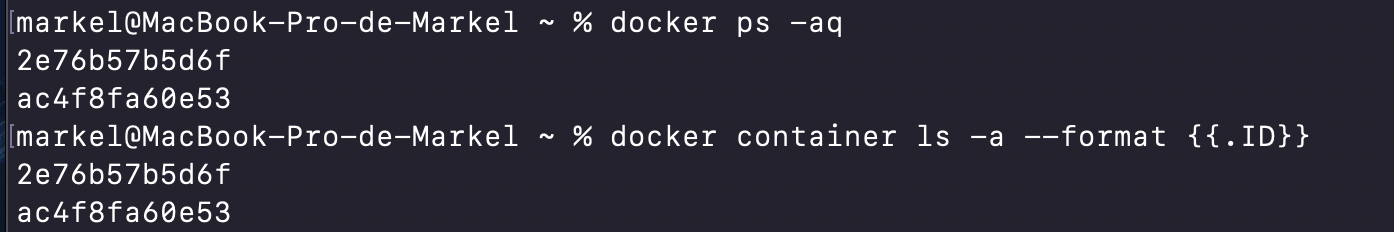 [markel@MacBook-Pro-de-Markel ~ % docker ps -aq
2e76b57b5d6f
ac4f8fa60e53
[markel@MacBook-Pro-de-Markel ~ % docker container ls -a --format {{.ID}}
2e76b57b5d6f
ac4f8fa60e53